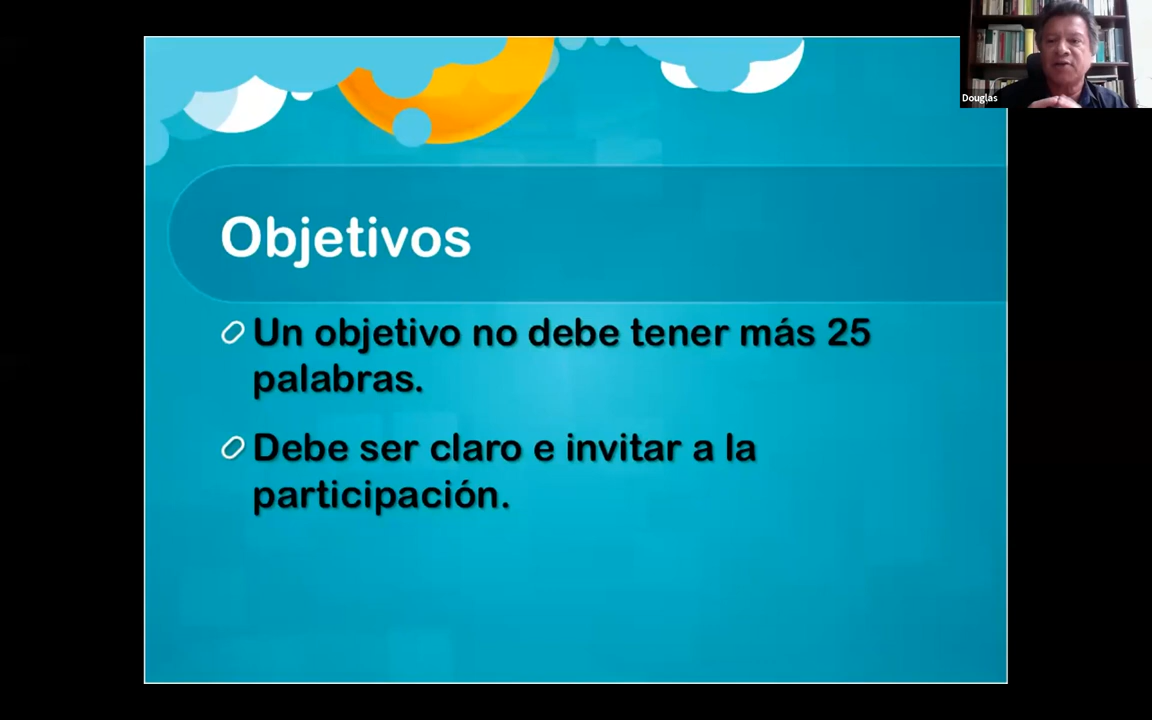 Douglas
Objetivos
Un objetivo no debe tener más 25
palabras.
Debe ser claro e invitar a la
participación.